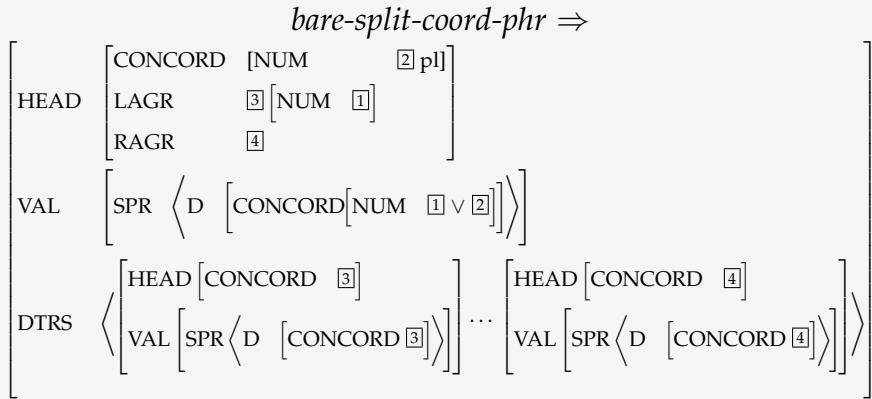 bare-split-coord-phr ⇒
CONCORD [NUM 2 pl]
HEAD LAGR 3 [NUM 1]
RAGR 4
VAL [SPR ⟨D [CONCORD[NUM 1 ∨ 2]]⟩]
HEAD [CONCORD 3] HEAD [CONCORD 4]
DTRS ⟨ ⋯ ⟩
VAL [SPR ⟨D [CONCORD 3]⟩] VAL [SPR ⟨D [CONCORD 4]⟩]